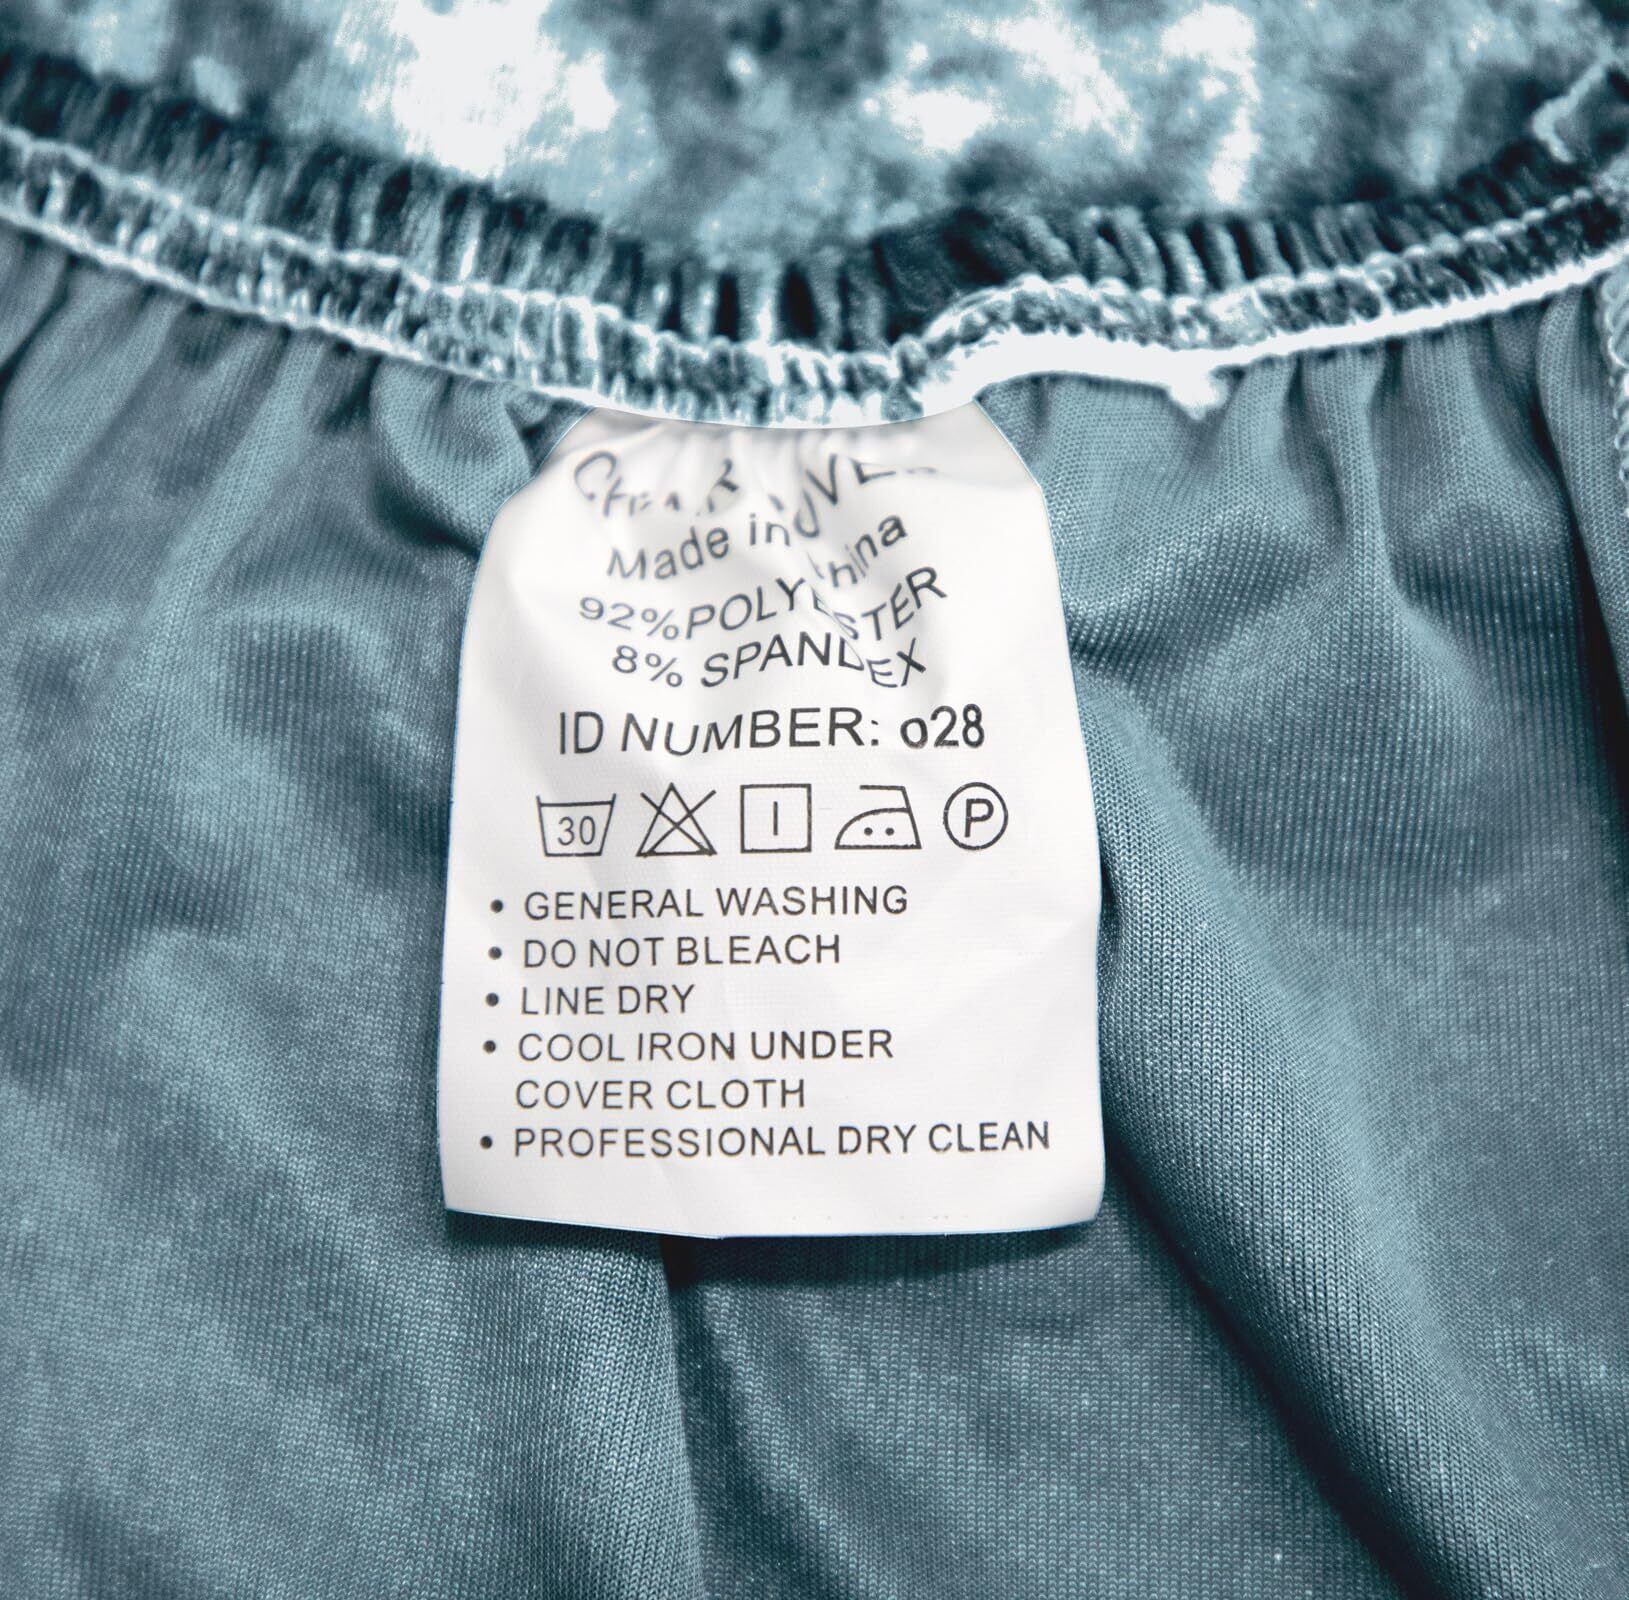 Made in China
92%POLYESTER
8% SPANDEX
ID NUMBER: 028
30 P
• GENERAL WASHING
• DO NOT BLEACH
• LINE DRY
• COOL IRON UNDER
COVER CLOTH
• PROFESSIONAL DRY CLEAN